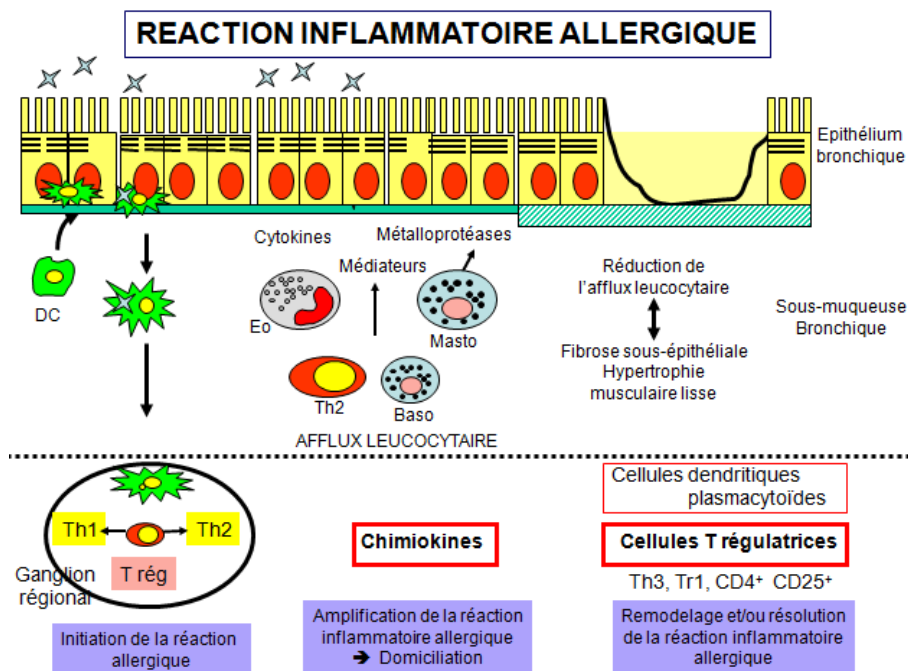 REACTION INFLAMMATOIRE ALLERGIQUE
Epithélium
bronchique
DC
Cytokines
Métalloprotéases
Médiateurs
Eo
Masto
Th2
Baso
AFFLUX LEUCOCYTAIRE
Réduction de
l'afflux leucocytaire
Fibrose sous-épithéliale
Hypertrophie
musculaire lisse
Sous-muqueuse
Bronchique
Th1
Th2
T rég
Ganglion
régional
Initiation de la réaction
allergique
Chimiokines
Amplification de la réaction
inflammatoire allergique
➔ Domiciliation
Cellules dendritiques
plasmacytoïdes
Cellules T régulatrices
Th3, Tr1, CD4⁺ CD25⁺
Remodelage et/ou résolution
de la réaction inflammatoire
allergique